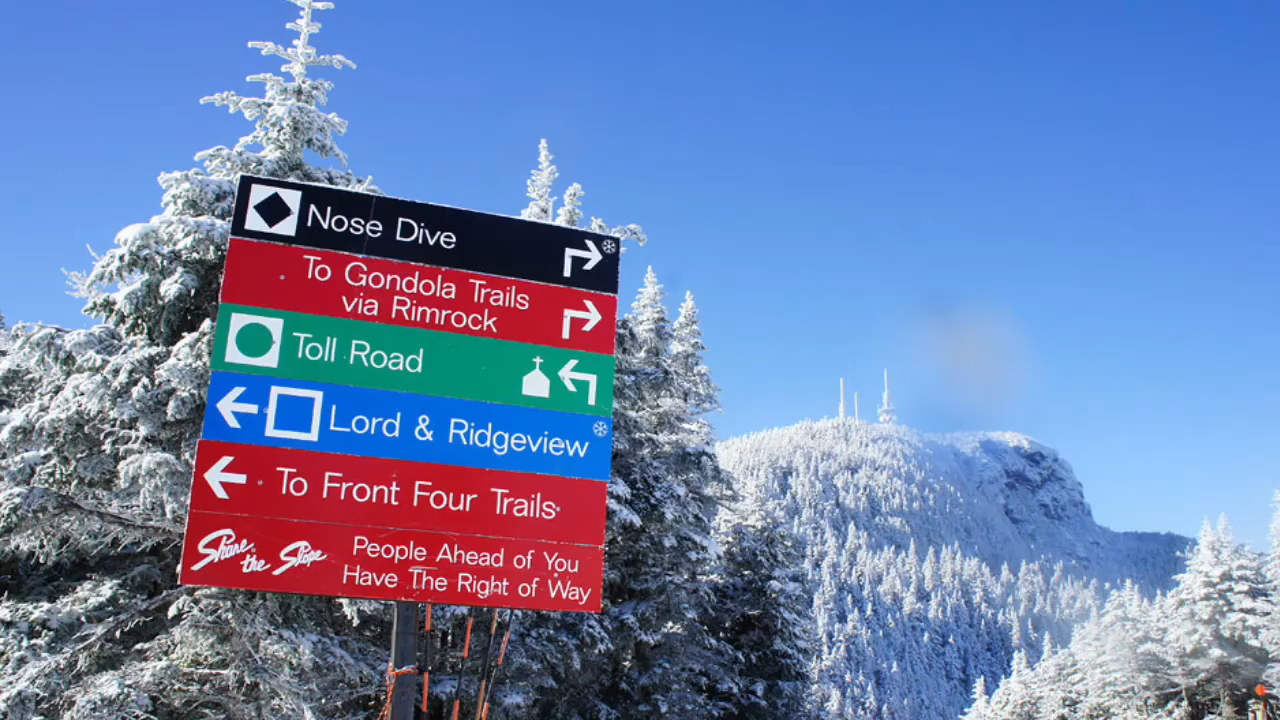 Nose Dive
To Gondola Trails
via Rimrock
Toll Road
Lord & Ridgeview
To Front Four Trails
Share the Slope
People Ahead of You
Have The Right of Way